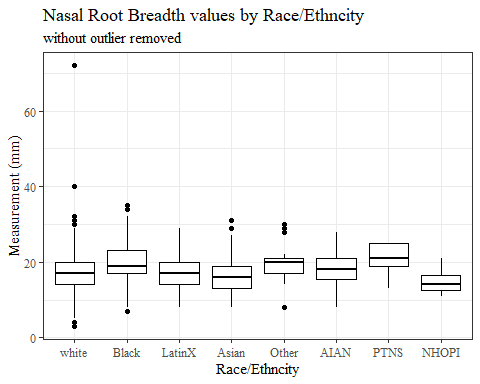 Nasal Root Breadth values by Race/Ethncity
without outlier removed
Measurement (mm)
60
40
20
0
white Black LatinX Asian Other AIAN PTNS NHOPI
Race/Ethncity